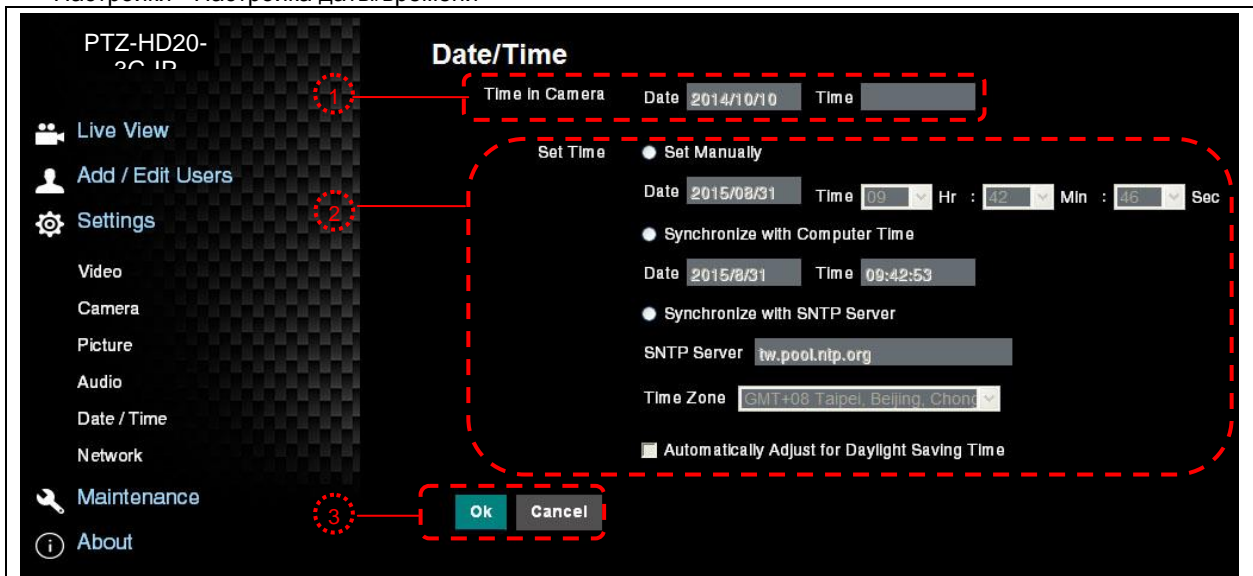 Настройки - Настройка даты/времени
PTZ-HD20-
Date/Time
1
Time in Camera Date 2014/10/10 Time
Live View
Set Time Set Manually
Add / Edit Users
Date 2015/08/31 Time 09 Hr : 42 Min : 46 Sec
2
Settings
Synchronize with Computer Time
Video
Date 2015/8/31 Time 09:42:53
Camera
Synchronize with SNTP Server
Picture
SNTP Server tw.pool.ntp.org
Audio
Time Zone GMT+08 Taipei, Beijing, Chong
Date / Time
Automatically Adjust for Daylight Saving Time
Network
Maintenance
3
Ok Cancel
About